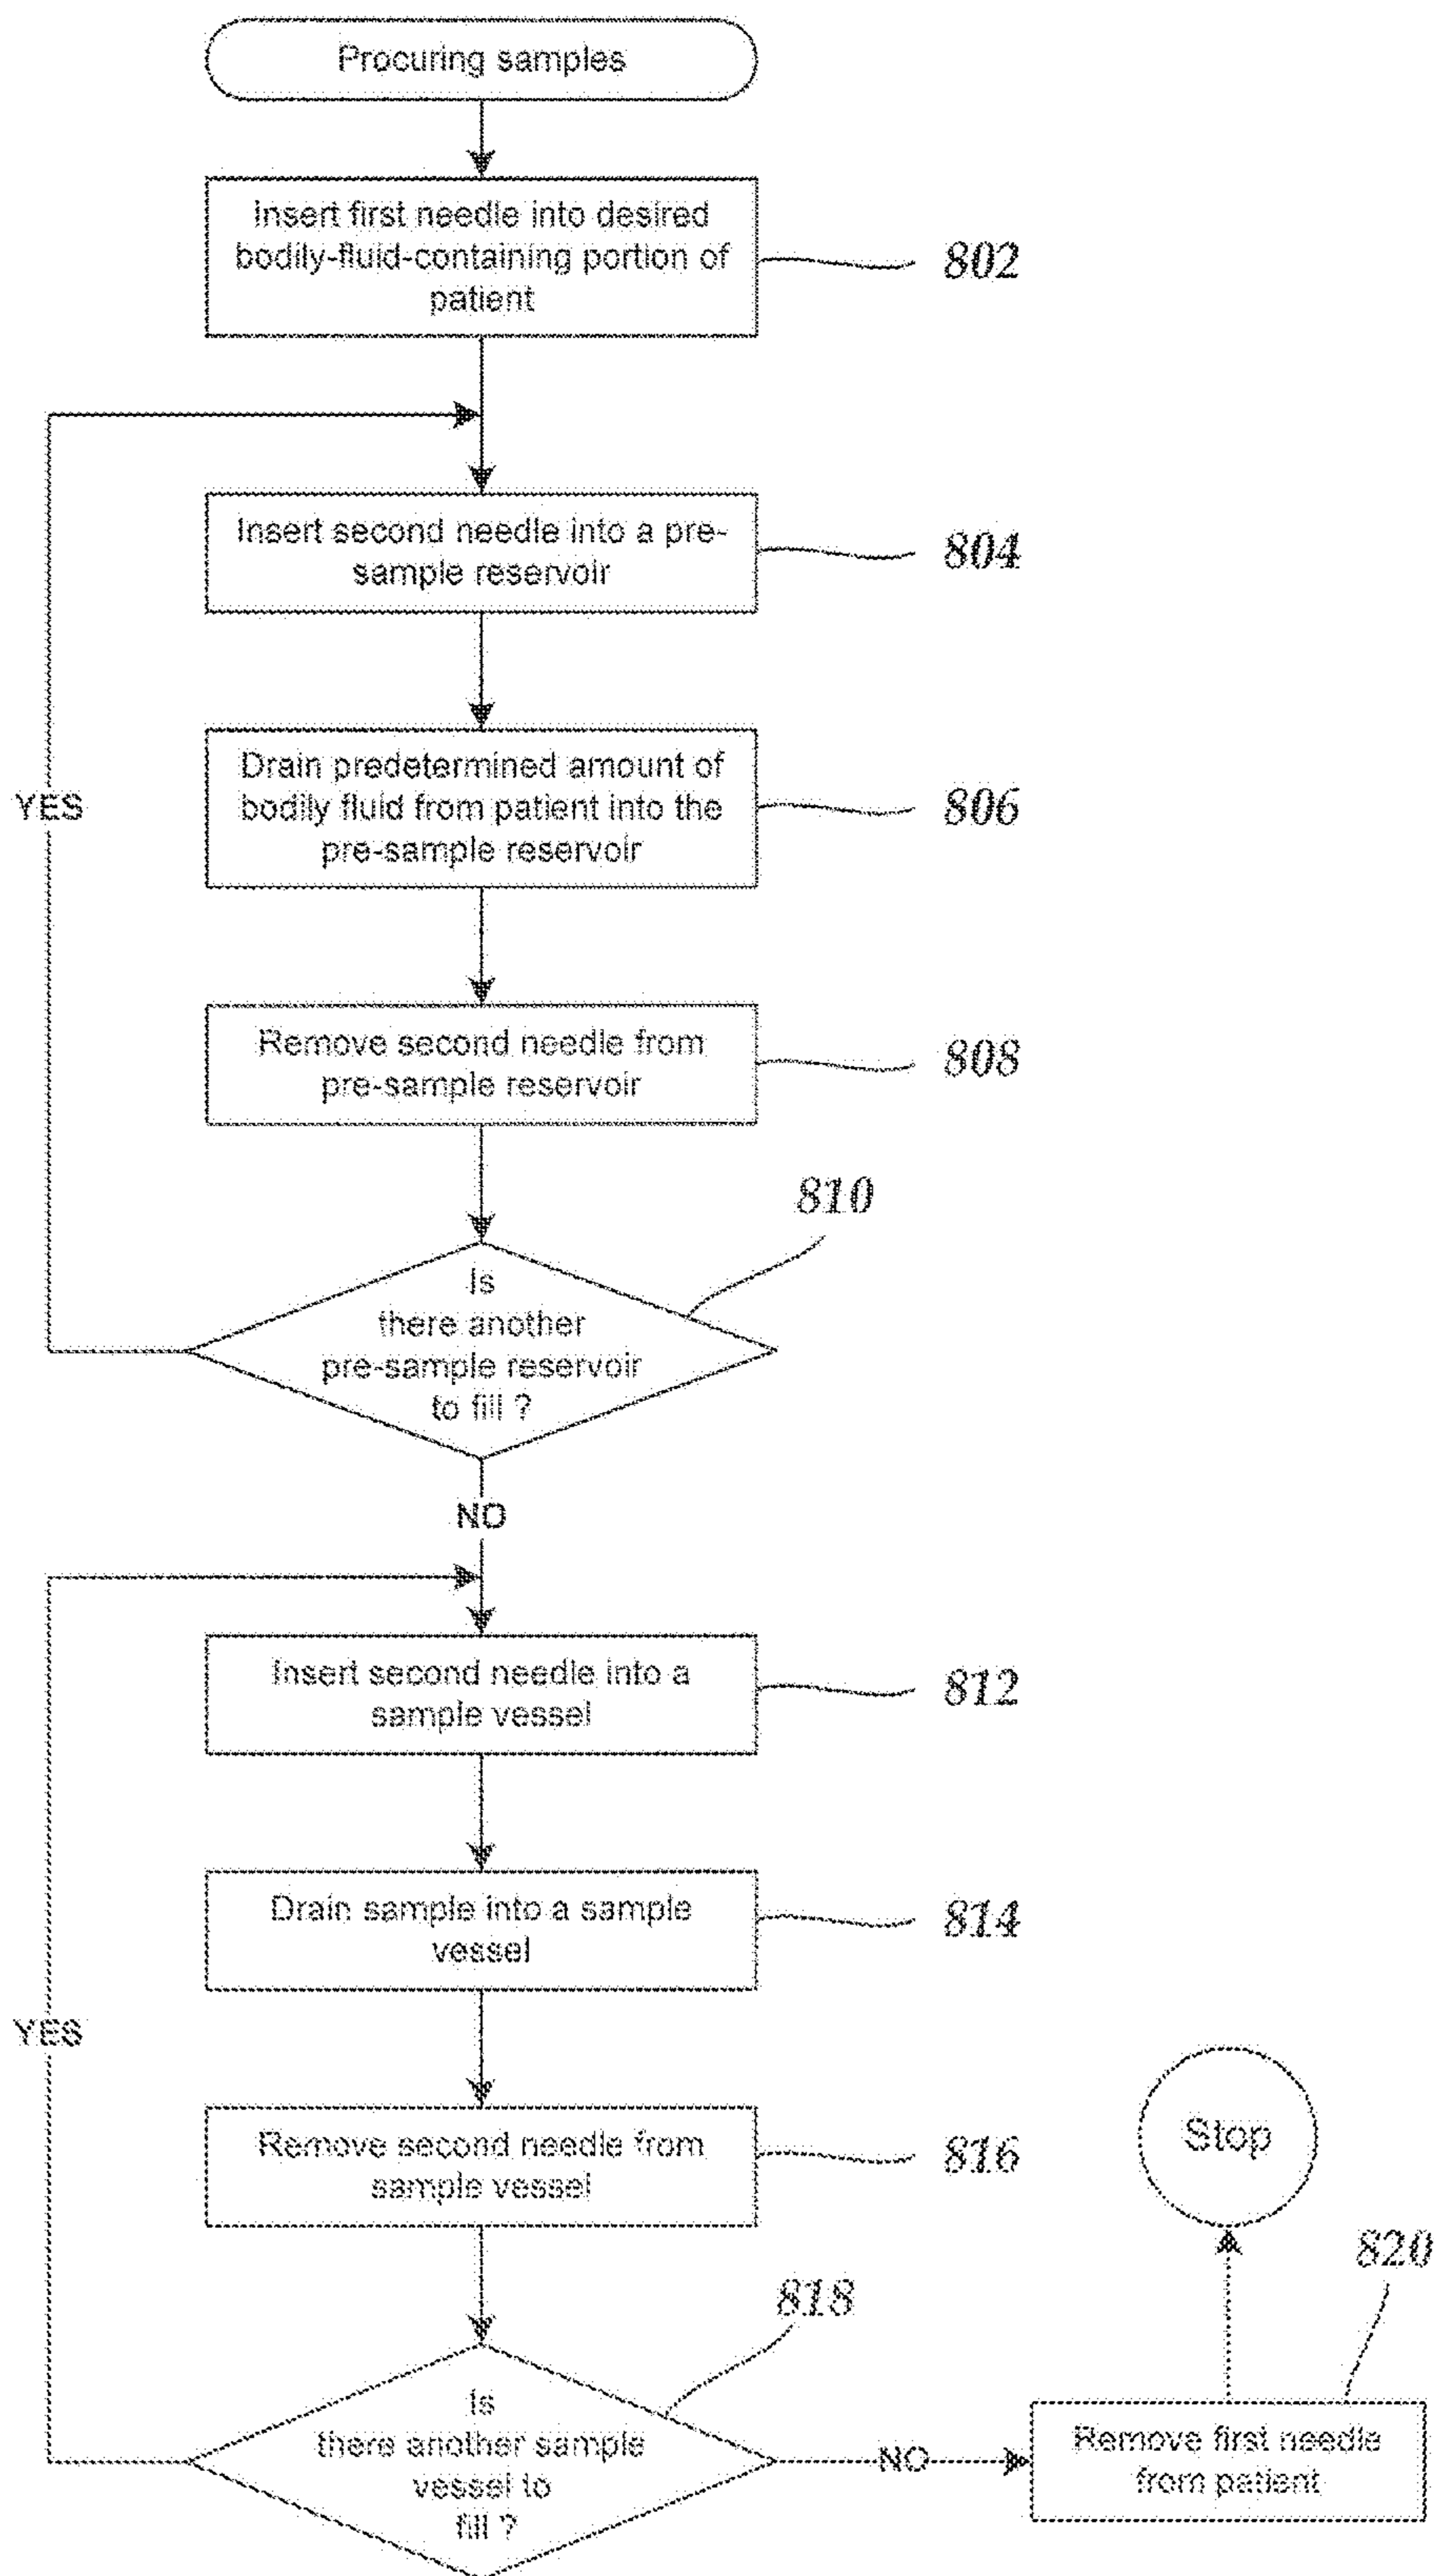 Procuring samples
Insert first needle into desired
bodily-fluid-containing portion of
patient
802
Insert second needle into a pre-
sample reservoir
804
YES
Drain predetermined amount of
bodily fluid from patient into the
pre-sample reservoir
806
Remove second needle from
pre-sample reservoir
808
810
Is
there another
pre-sample reservoir
to fill ?
NO
Insert second needle into a
sample vessel
812
Drain sample into a sample
vessel
814
YES
Remove second needle from
sample vessel
816
Stop
818
820
Is
there another sample
vessel to
fill ?
NO
Remove first needle
from patient